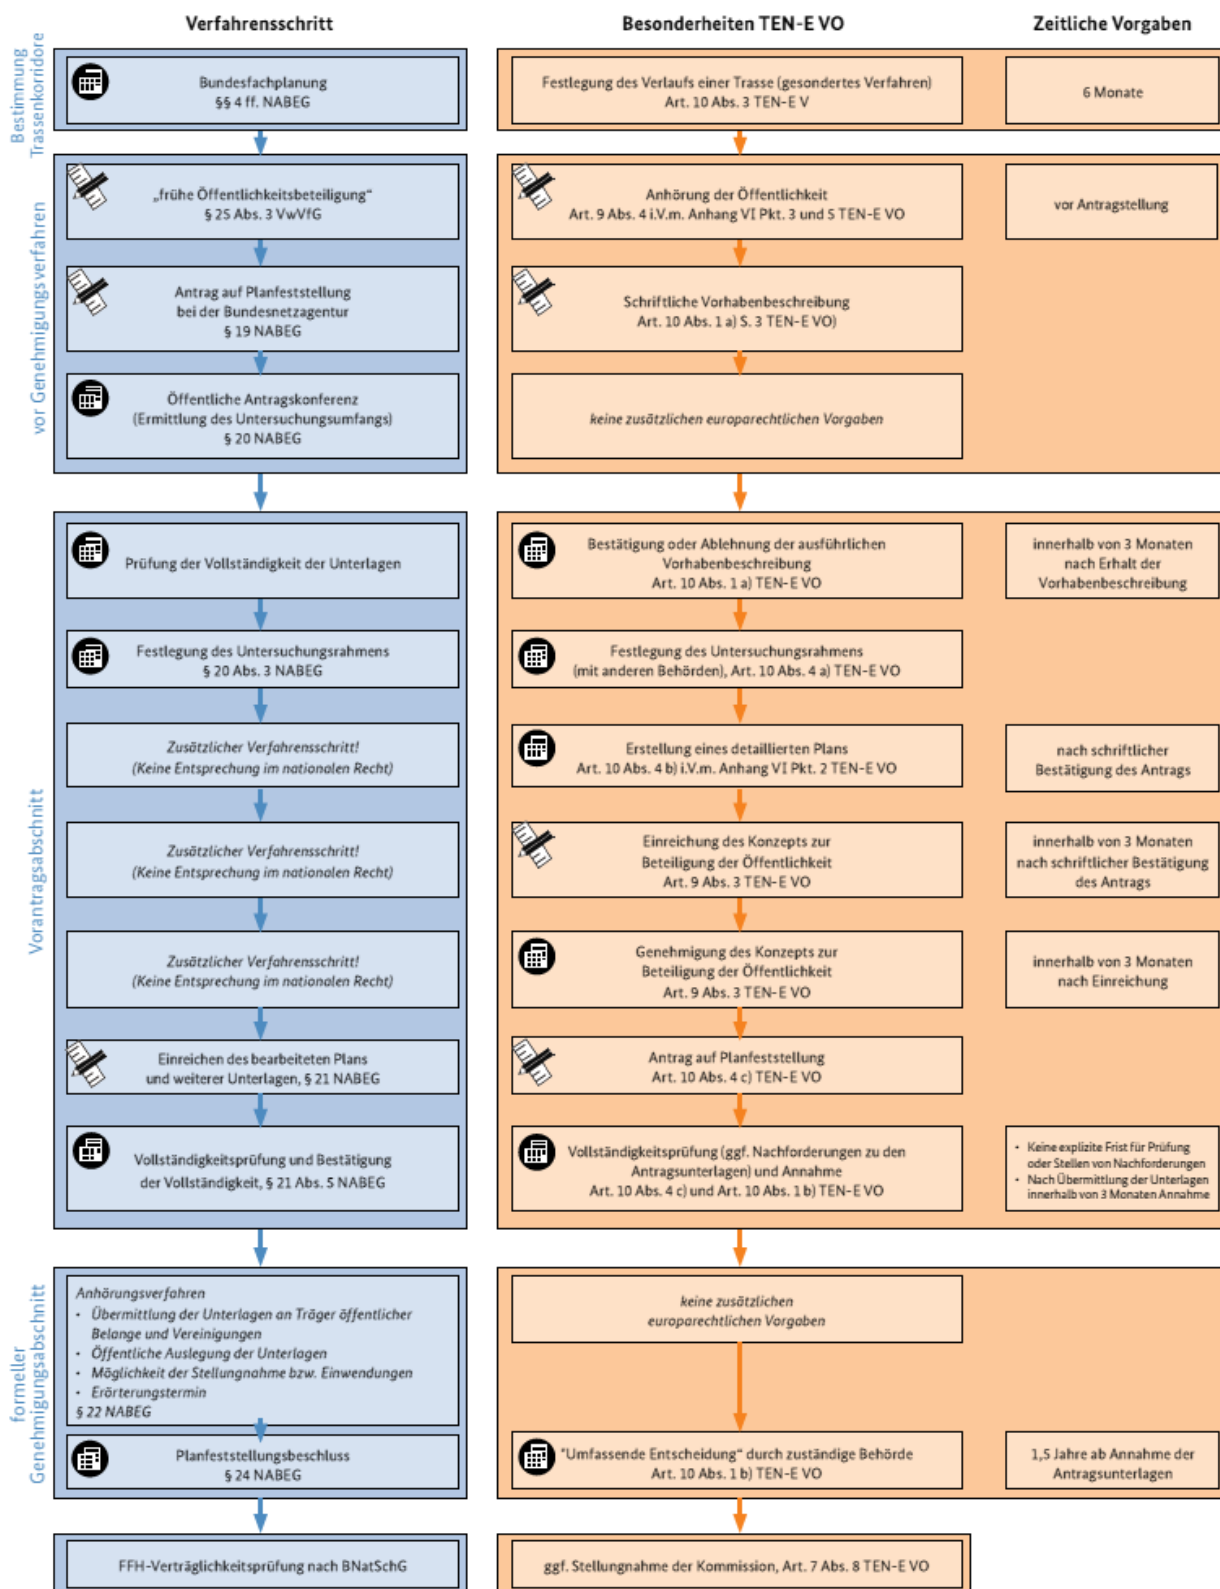 Verfahrensschritt
Besonderheiten TEN-E VO
Zeitliche Vorgaben
Bestimmung
Trassenkorridore
Bundesfachplanung
§§ 4 ff. NABEG
Festlegung des Verlaufs einer Trasse (gesondertes Verfahren)
Art. 10 Abs. 3 TEN-E V
6 Monate
vor Genehmigungsverfahren
„frühe Öffentlichkeitsbeteiligung“
§ 25 Abs. 3 VwVfG
Anhörung der Öffentlichkeit
Art. 9 Abs. 4 i.V.m. Anhang VI Pkt. 3 und 5 TEN-E VO
vor Antragstellung
Antrag auf Planfeststellung
bei der Bundesnetzagentur
§ 19 NABEG
Schriftliche Vorhabenbeschreibung
Art. 10 Abs. 1 a) S. 3 TEN-E VO)
Öffentliche Antragskonferenz
(Ermittlung des Untersuchungsumfangs)
§ 20 NABEG
keine zusätzlichen europarechtlichen Vorgaben
Vorantragsabschnitt
Prüfung der Vollständigkeit der Unterlagen
Bestätigung oder Ablehnung der ausführlichen
Vorhabenbeschreibung
Art. 10 Abs. 1 a) TEN-E VO
innerhalb von 3 Monaten
nach Erhalt der
Vorhabenbeschreibung
Festlegung des Untersuchungsrahmens
§ 20 Abs. 3 NABEG
Festlegung des Untersuchungsrahmens
(mit anderen Behörden), Art. 10 Abs. 4 a) TEN-E VO
Zusätzlicher Verfahrensschritt!
(Keine Entsprechung im nationalen Recht)
Erstellung eines detaillierten Plans
Art. 10 Abs. 4 b) i.V.m. Anhang VI Pkt. 2 TEN-E VO
nach schriftlicher
Bestätigung des Antrags
Zusätzlicher Verfahrensschritt!
(Keine Entsprechung im nationalen Recht)
Einreichung des Konzepts zur
Beteiligung der Öffentlichkeit
Art. 9 Abs. 3 TEN-E VO
innerhalb von 3 Monaten
nach schriftlicher Bestätigung
des Antrags
Zusätzlicher Verfahrensschritt!
(Keine Entsprechung im nationalen Recht)
Genehmigung des Konzepts zur
Beteiligung der Öffentlichkeit
Art. 9 Abs. 3 TEN-E VO
innerhalb von 3 Monaten
nach Einreichung
Einreichen des bearbeiteten Plans
und weiterer Unterlagen, § 21 NABEG
Antrag auf Planfeststellung
Art. 10 Abs. 4 c) TEN-E VO
Vollständigkeitsprüfung und Bestätigung
der Vollständigkeit, § 21 Abs. 5 NABEG
Vollständigkeitsprüfung (ggf. Nachforderungen zu den
Antragsunterlagen) und Annahme
Art. 10 Abs. 4 c) und Art. 10 Abs. 1 b) TEN-E VO
• Keine explizite Frist für Prüfung
oder Stellen von Nachforderungen
• Nach Übermittlung der Unterlagen
innerhalb von 3 Monaten Annahme
formeller
Genehmigungsabschnitt
Anhörungsverfahren
• Übermittlung der Unterlagen an Träger öffentlicher
Belange und Vereinigungen
• Öffentliche Auslegung der Unterlagen
• Möglichkeit der Stellungnahme bzw. Einwendungen
• Erörterungstermin
§ 22 NABEG
keine zusätzlichen
europarechtlichen Vorgaben
Planfeststellungsbeschluss
§ 24 NABEG
"Umfassende Entscheidung“ durch zuständige Behörde
Art. 10 Abs. 1 b) TEN-E VO
1,5 Jahre ab Annahme der
Antragsunterlagen
FFH-Verträglichkeitsprüfung nach BNatSchG
ggf. Stellungnahme der Kommission, Art. 7 Abs. 8 TEN-E VO